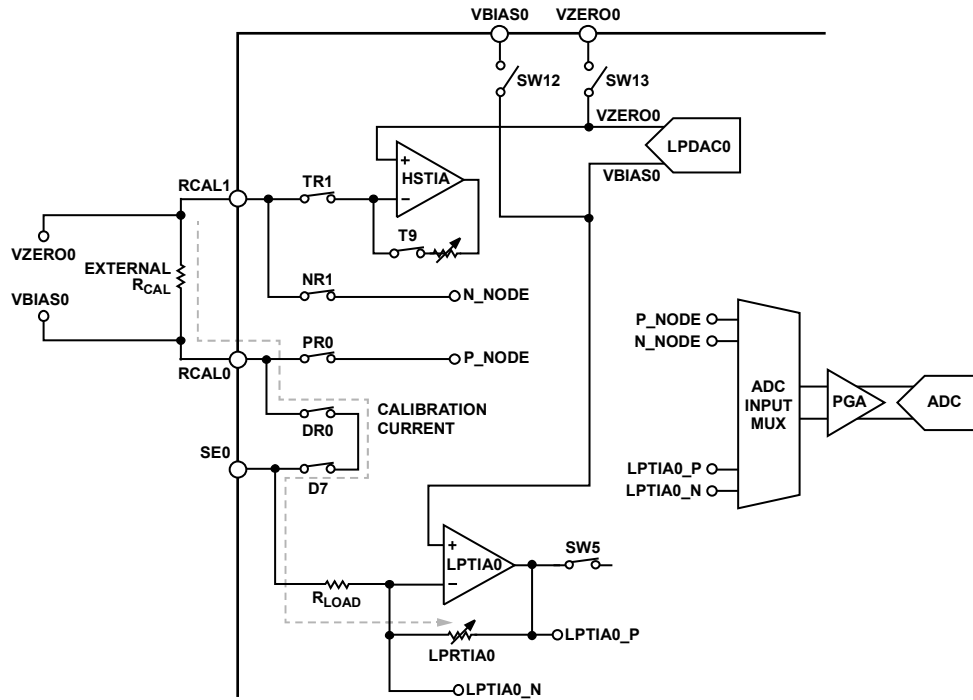 VBIAS0
VZERO0
SW12
SW13
VZERO0
LPDAC0
VBIAS0
+
HSTIA
−
RCAL1
TR1
T9
VZERO0
EXTERNAL
RCAL
NR1
N_NODE
VBIAS0
P_NODE
N_NODE
PR0
P_NODE
RCAL0
ADC
INPUT
MUX
PGA
ADC
CALIBRATION
CURRENT
DR0
SE0
D7
LPTIA0_P
LPTIA0_N
+
LPTIA0
−
SW5
RLOAD
LPRTIA0
LPTIA0_P
LPTIA0_N